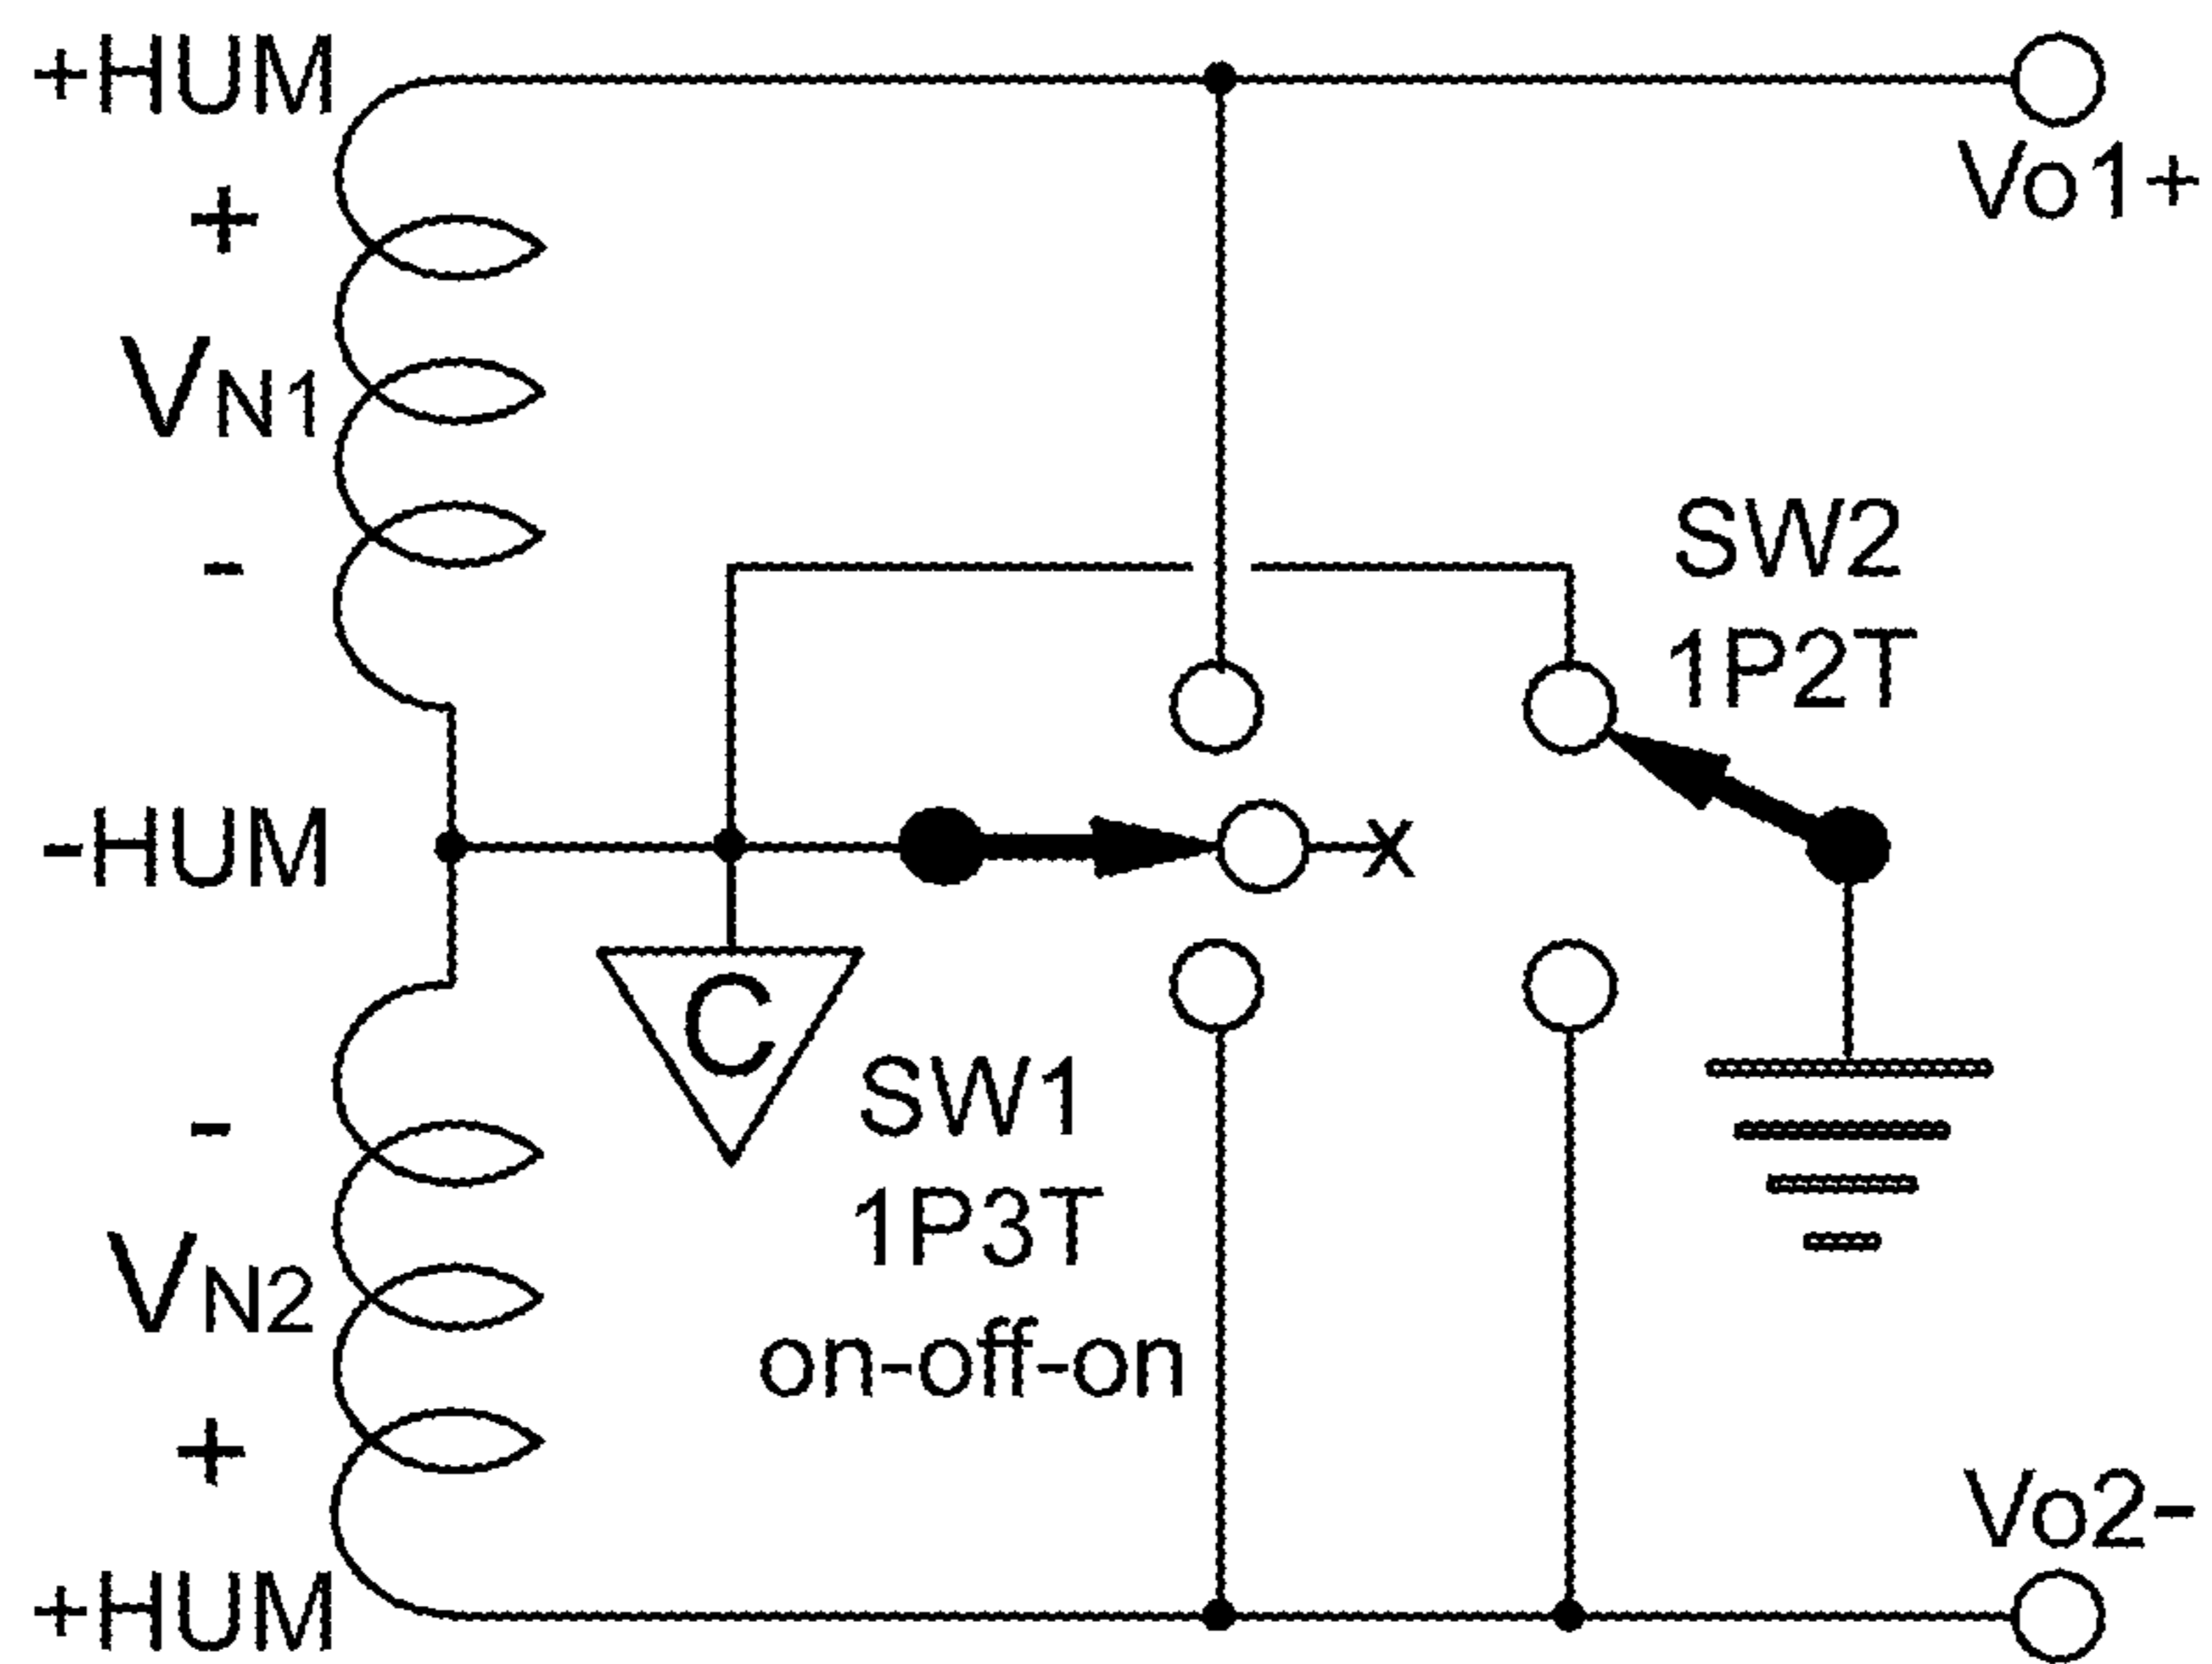 +HUM
Vo1+
+
VN1
-
SW2
1P2T
-HUM
x
C
SW1
-
1P3T
VN2
on-off-on
+
Vo2-
+HUM